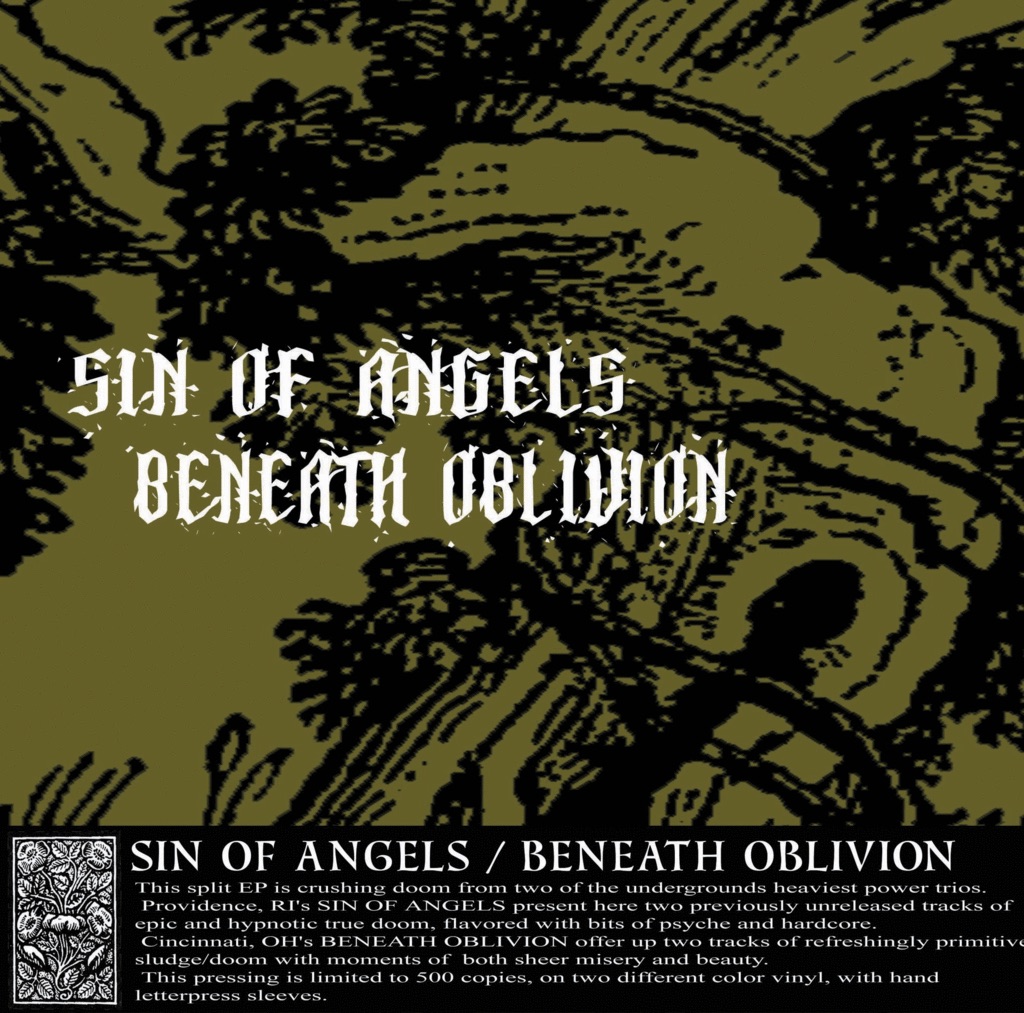 SIN OF ANGELS
BENEATH OBLIVION
SIN OF ANGELS / BENEATH OBLIVION
This split EP is crushing doom from two of the undergrounds heaviest power trios.
Providence, RI's SIN OF ANGELS present here two previously unreleased tracks of
epic and hypnotic true doom, flavored with bits of psyche and hardcore.
Cincinnati, OH's BENEATH OBLIVION offer up two tracks of refreshingly primitive
sludge/doom with moments of both sheer misery and beauty.
This pressing is limited to 500 copies, on two different color vinyl, with hand
letterpress sleeves.